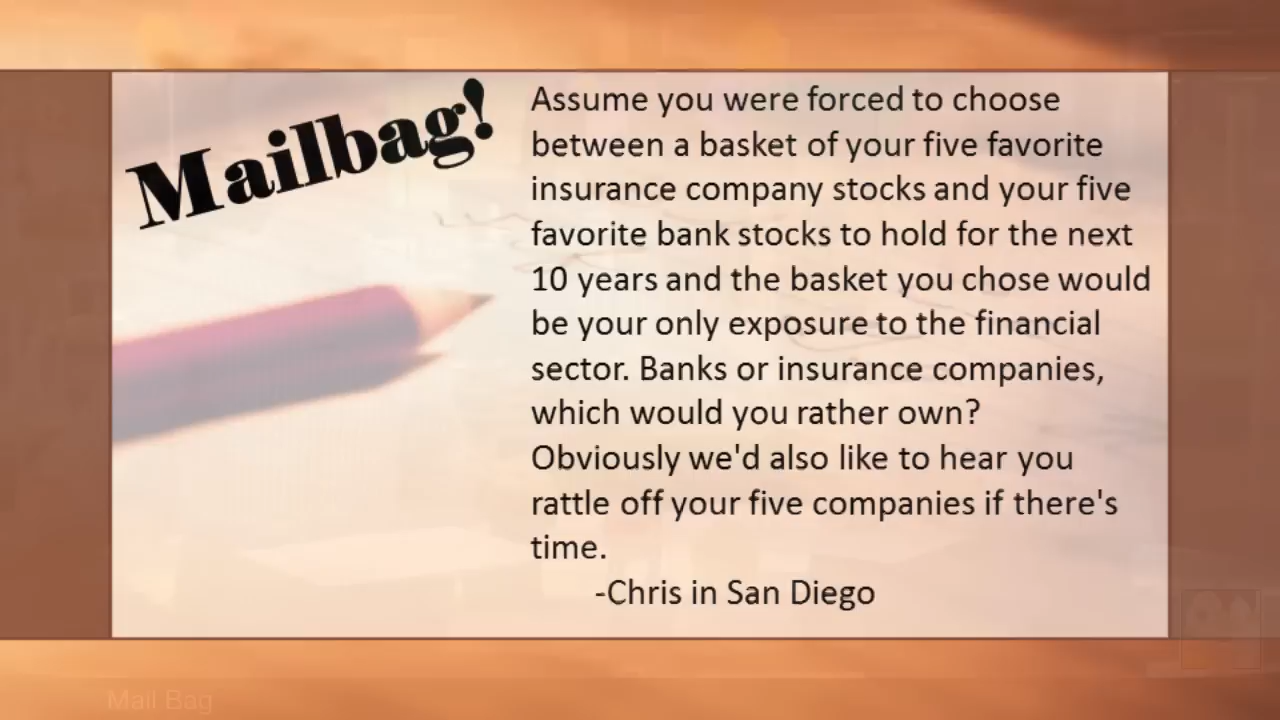 Mailbag!
Assume you were forced to choose
between a basket of your five favorite
insurance company stocks and your five
favorite bank stocks to hold for the next
10 years and the basket you chose would
be your only exposure to the financial
sector. Banks or insurance companies,
which would you rather own?
Obviously we'd also like to hear you
rattle off your five companies if there's
time.
-Chris in San Diego
Mail Bag